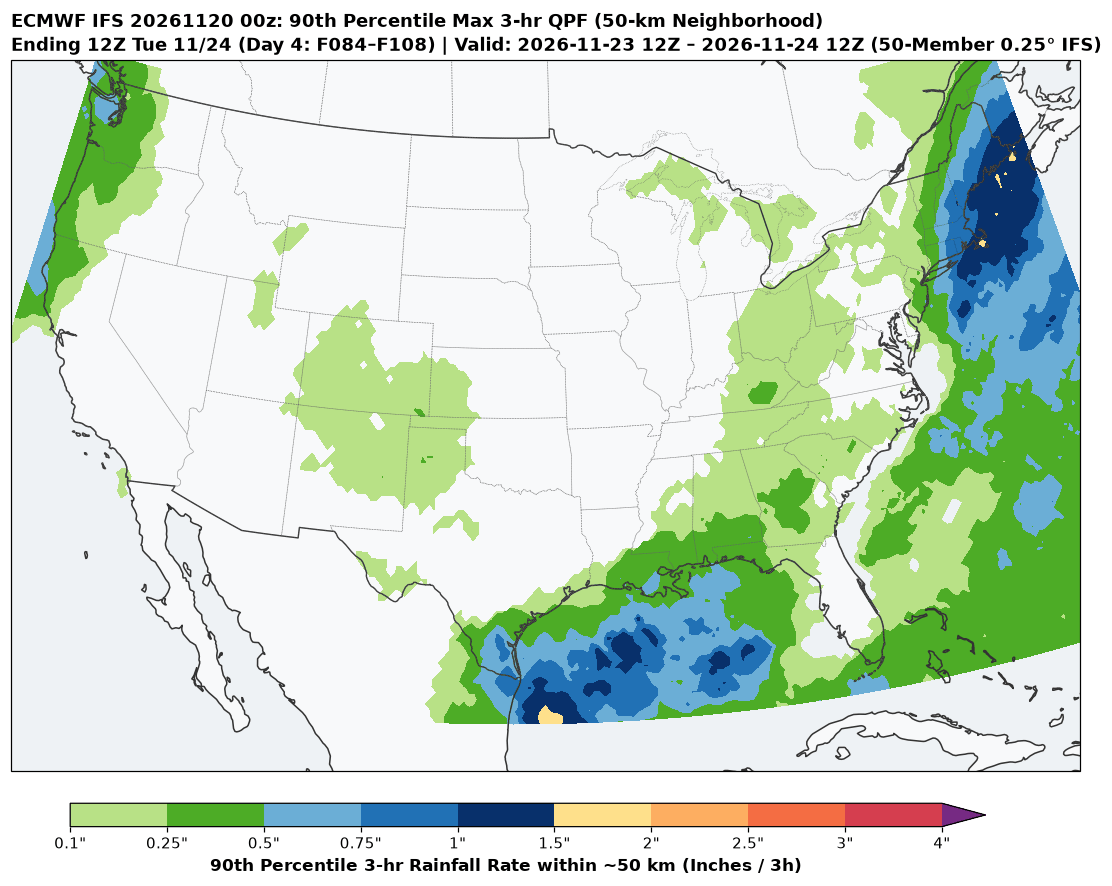 ECMWF IFS 20261120 00z: 90th Percentile Max 3-hr QPF (50-km Neighborhood)
Ending 12Z Tue 11/24 (Day 4: F084–F108) | Valid: 2026-11-23 12Z – 2026-11-24 12Z (50-Member 0.25° IFS)
0.1" 0.25" 0.5" 0.75" 1" 1.5" 2" 2.5" 3" 4"
90th Percentile 3-hr Rainfall Rate within ~50 km (Inches / 3h)